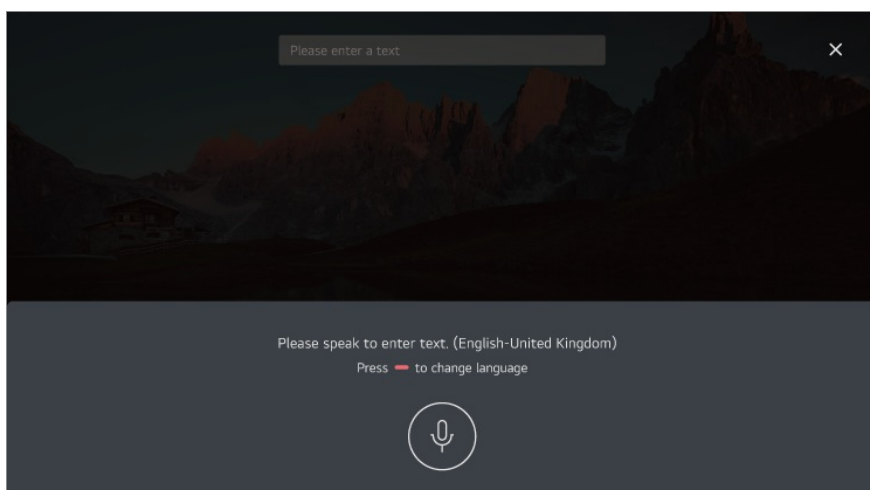 Please enter a text
Please speak to enter text. (English-United Kingdom)
Press to change language